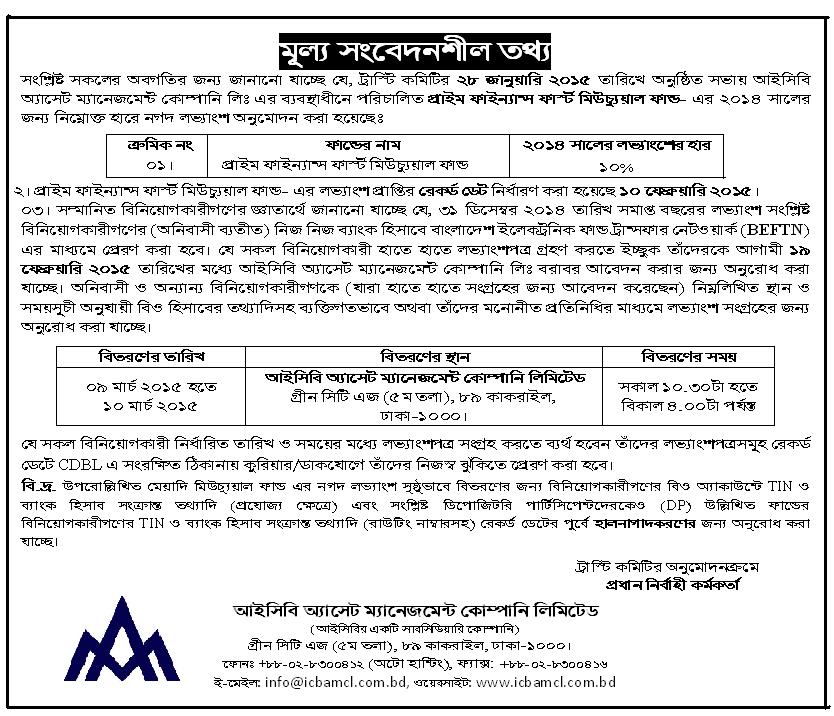 মূল্য সংবেদনশীল তথ্য
সংশ্লিষ্ট সকলের অবগতির জন্য জানানো যাচ্ছে যে, ট্রাস্টি কমিটির ২৮ জানুয়ারি ২০১৫ তারিখে অনুষ্ঠিত সভায় আইসিবি
অ্যাসেট ম্যানেজমেন্ট কোম্পানি লিঃ এর ব্যবস্থাধীনে পরিচালিত প্রাইম ফাইন্যান্স ফার্স্ট মিউচ্যুয়াল ফান্ড- এর ২০১৪ সালের
জন্য নিম্নোক্ত হারে নগদ লভ্যাংশ অনুমোদন করা হয়েছেঃ
ক্রমিক নং ফান্ডের নাম ২০১৪ সালের লভ্যাংশের হার
০১। প্রাইম ফাইন্যান্স ফার্স্ট মিউচ্যুয়াল ফান্ড ১০%
২। প্রাইম ফাইন্যান্স ফার্স্ট মিউচ্যুয়াল ফান্ড- এর লভ্যাংশ প্রাপ্তির রেকর্ড ডেট নির্ধারণ করা হয়েছে ১০ ফেব্রুয়ারি ২০১৫।
০৩। সম্মানিত বিনিয়োগকারীগণের জ্ঞাতার্থে জানানো যাচ্ছে যে, ৩১ ডিসেম্বর ২০১৪ তারিখ সমাপ্ত বছরের লভ্যাংশ সংশ্লিষ্ট
বিনিয়োগকারীগণের (অনিবাসী ব্যতীত) নিজ নিজ ব্যাংক হিসাবে বাংলাদেশ ইলেকট্রনিক ফান্ড ট্রান্সফার নেটওয়ার্ক (BEFTN)
এর মাধ্যমে প্রেরণ করা হবে। যে সকল বিনিয়োগকারী হাতে হাতে লভ্যাংশপত্র গ্রহণ করতে ইচ্ছুক তাঁদেরকে আগামী ১৯
ফেব্রুয়ারি ২০১৫ তারিখের মধ্যে আইসিবি অ্যাসেট ম্যানেজমেন্ট কোম্পানি লিঃ বরাবর আবেদন করার জন্য অনুরোধ করা
যাচ্ছে। অনিবাসী ও অন্যান্য বিনিয়োগকারীগণকে (যারা হাতে হাতে সংগ্রহের জন্য আবেদন করেছেন) নিম্নলিখিত স্থান ও
সময়সূচী অনুযায়ী বিও হিসাবের তথ্যাদিসহ ব্যক্তিগতভাবে অথবা তাঁদের মনোনীত প্রতিনিধির মাধ্যমে লভ্যাংশ সংগ্রহের জন্য
অনুরোধ করা যাচ্ছে।
বিতরণের তারিখ বিতরণের স্থান বিতরণের সময়
০৯ মার্চ ২০১৫ হতে
১০ মার্চ ২০১৫
আইসিবি অ্যাসেট ম্যানেজমেন্ট কোম্পানি লিমিটেড
গ্রীন সিটি এজ (৫ম তলা), ৮৯ কাকরাইল,
ঢাকা-১০০০।
সকাল ১০.৩০টা হতে
বিকাল ৪.০০টা পর্যন্ত
যে সকল বিনিয়োগকারী নির্ধারিত তারিখ ও সময়ের মধ্যে লভ্যাংশপত্র সংগ্রহ করতে ব্যর্থ হবেন তাঁদের লভ্যাংশপত্রসমূহ রেকর্ড
ডেটে CDBL এ সংরক্ষিত ঠিকানায় কুরিয়ার/ডাকযোগে তাঁদের নিজস্ব ঝুঁকিতে প্রেরণ করা হবে।
বি.দ্র. উপরোল্লিখিত মেয়াদি মিউচ্যুয়াল ফান্ড এর নগদ লভ্যাংশ সুষ্ঠুভাবে বিতরণের জন্য বিনিয়োগকারীগণের বিও অ্যাকাউন্টে TIN ও
ব্যাংক হিসাব সংক্রান্ত তথ্যাদি (প্রযোজ্য ক্ষেত্রে) এবং সংশ্লিষ্ট ডিপোজিটরি পার্টিসিপেন্টদেরকেও (DP) উল্লিখিত ফান্ডের
বিনিয়োগকারীগণের TIN ও ব্যাংক হিসাব সংক্রান্ত তথ্যাদি (রাউটিং নাম্বারসহ) রেকর্ড ডেটের পূর্বে হালনাগাদকরণের জন্য অনুরোধ করা
যাচ্ছে।
ট্রাস্টি কমিটির অনুমোদনক্রমে
প্রধান নির্বাহী কর্মকর্তা
আইসিবি অ্যাসেট ম্যানেজমেন্ট কোম্পানি লিমিটেড
(আইসিবির একটি সাবসিডিয়ারি কোম্পানি)
গ্রীন সিটি এজ (৫ম তলা), ৮৯ কাকরাইল, ঢাকা-১০০০।
ফোনঃ +৮৮-০২-৮৩০০৪১২ (অটো হান্টিং), ফ্যাক্স: +৮৮-০২-৮৩০০৪১৬
ই-মেইল: info@icbamcl.com.bd, ওয়েবসাইট: www.icbamcl.com.bd